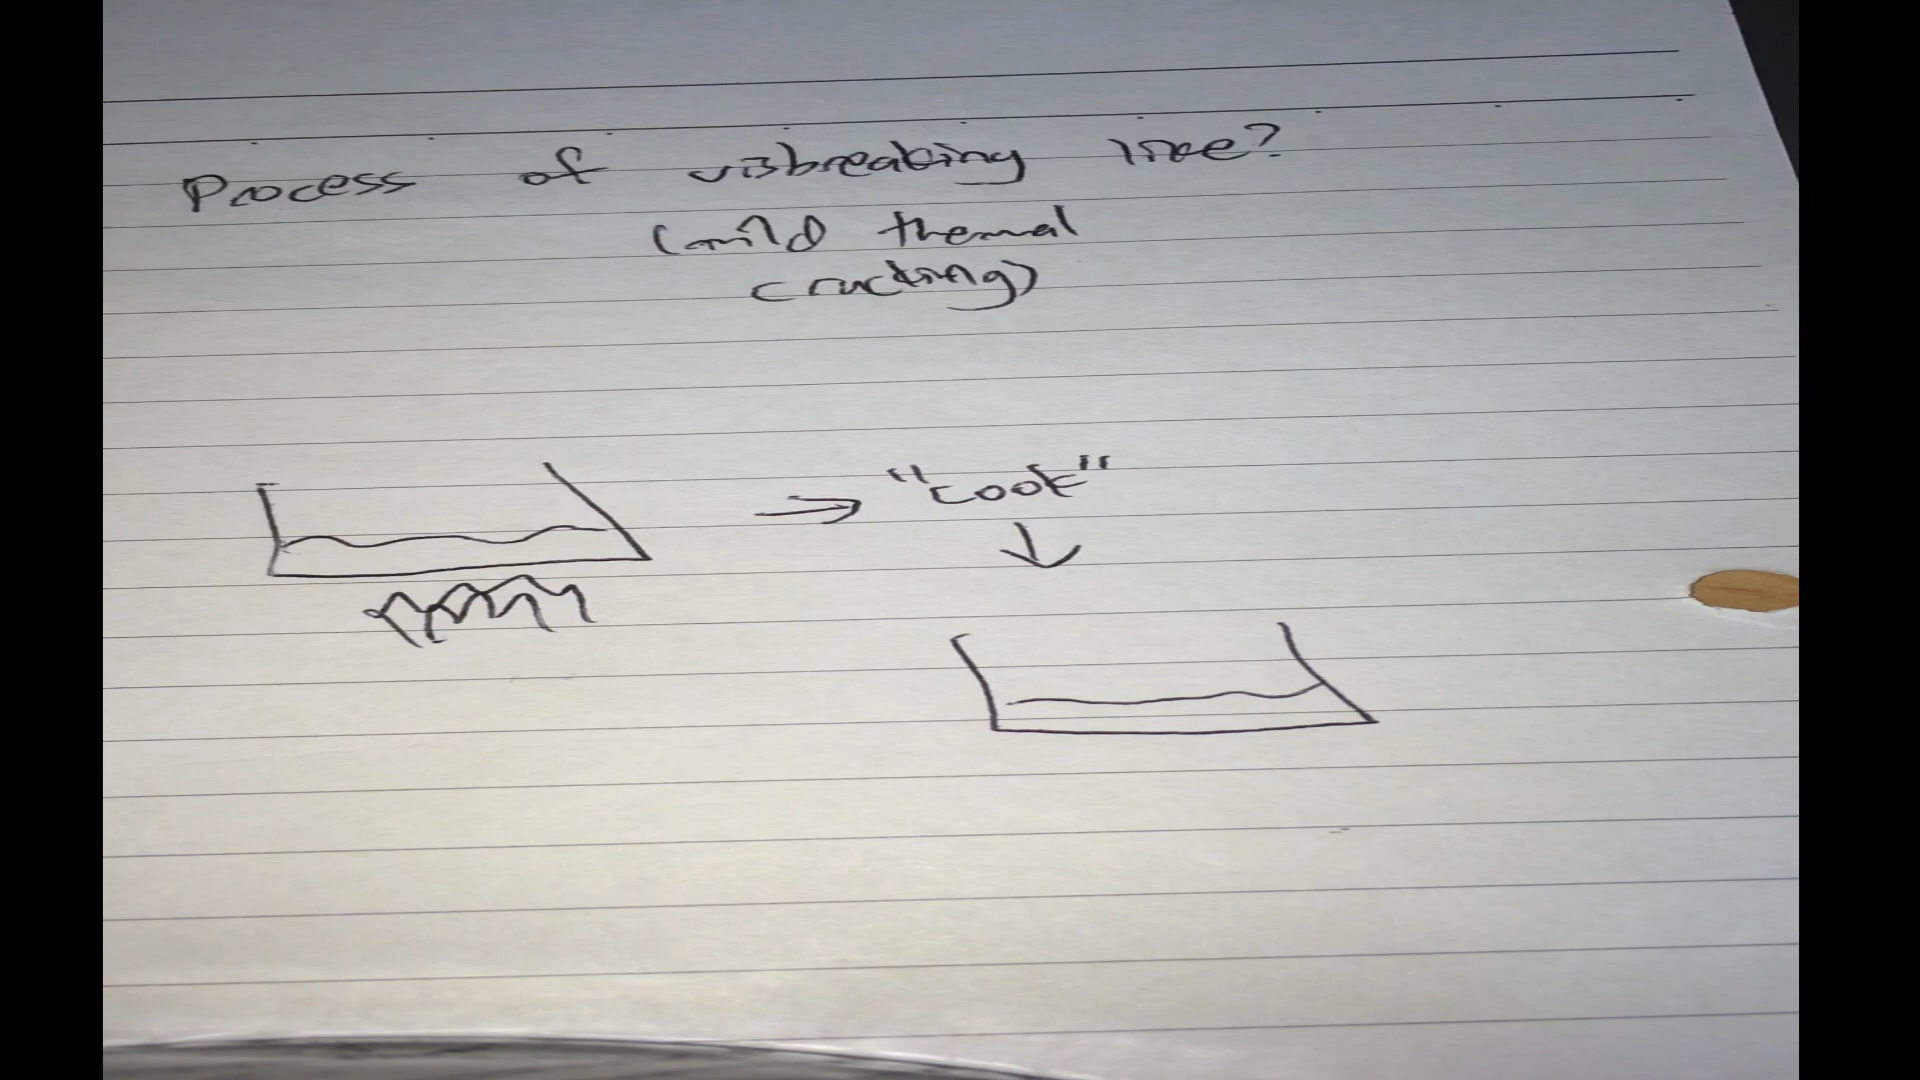 Process of visbreaking like?
(mild thermal
cracking)
→ "cook"
↓